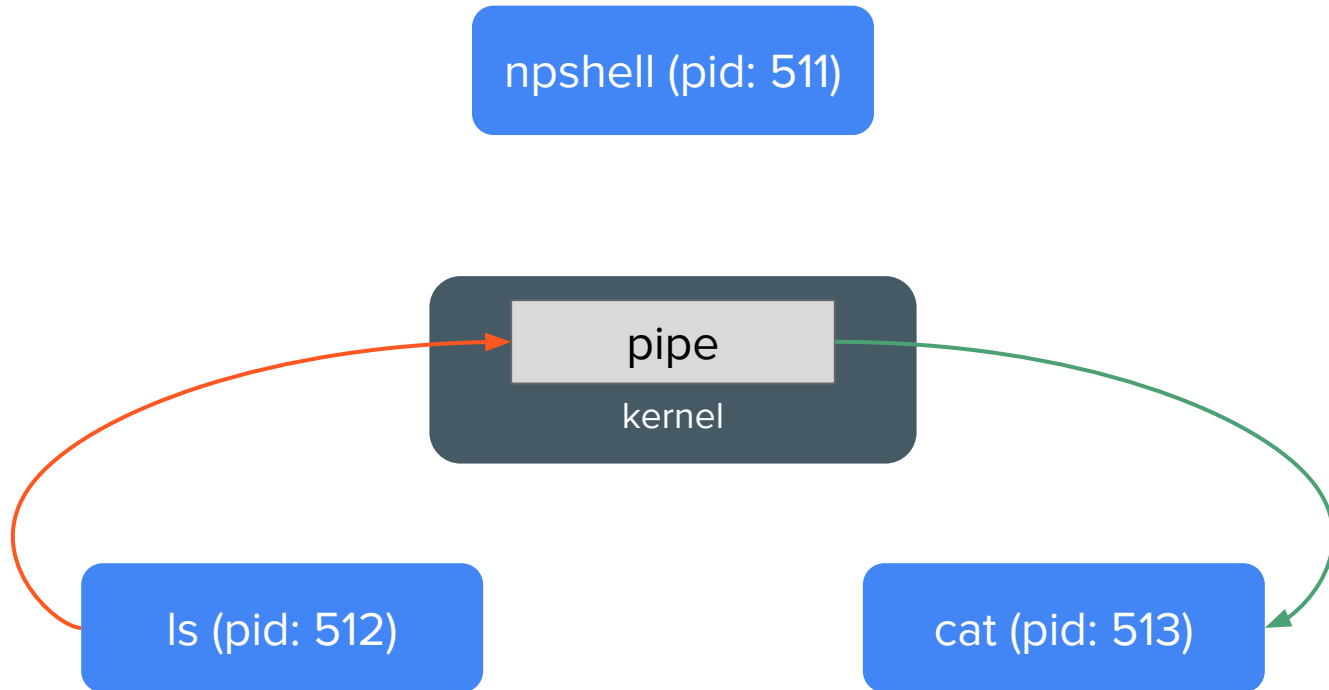 npshell (pid: 511)
pipe
kernel
ls (pid: 512)
cat (pid: 513)